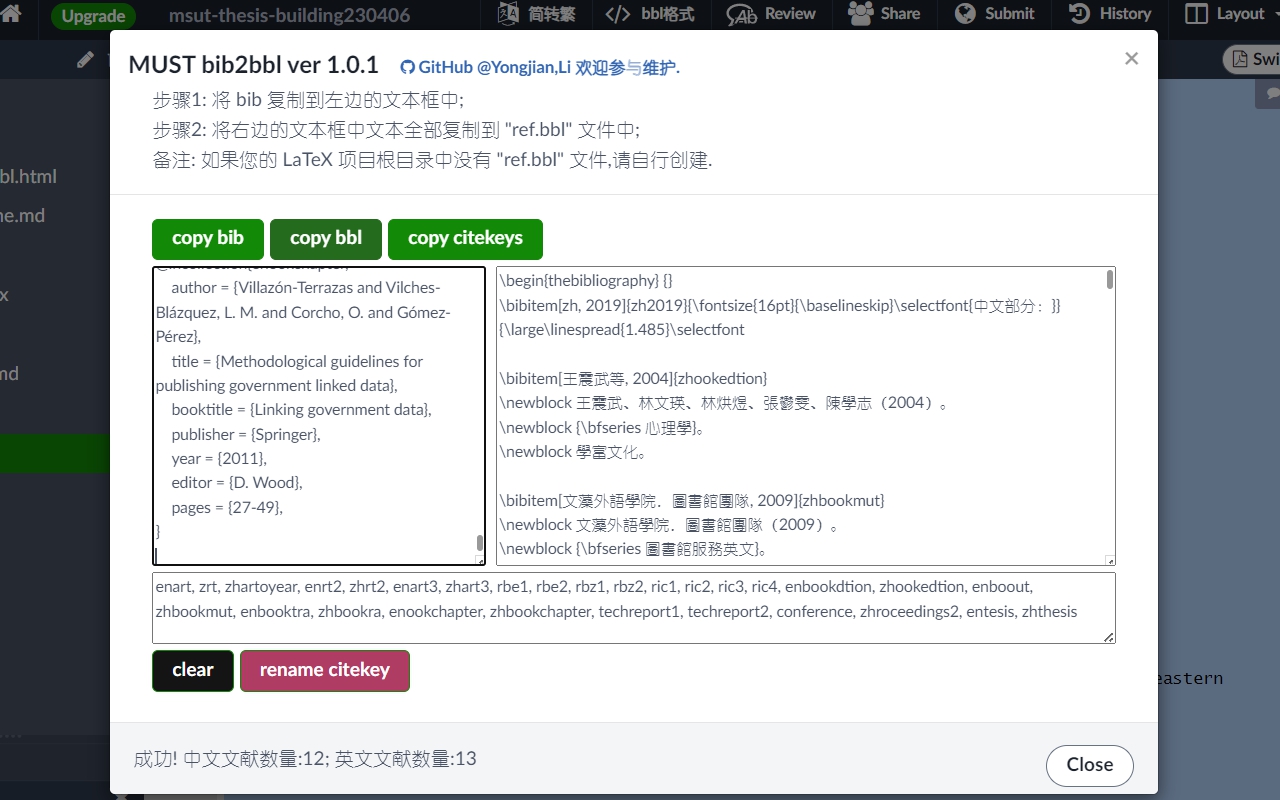 Upgrade
msut-thesis-building230406
简转繁
bbl格式
Review
Share
Submit
History
Layout
MUST bib2bbl ver 1.0.1
GitHub @Yongjian,Li 欢迎参与维护.
步骤1: 将 bib 复制到左边的文本框中;
步骤2: 将右边的文本框中文本全部复制到 "ref.bbl" 文件中;
备注: 如果您的 LaTeX 项目根目录中没有 "ref.bbl" 文件,请自行创建.
Swi
bl.html
ne.md
x
md
copy bib
copy bbl
copy citekeys
author = {Villazón-Terrazas and Vilches-
Blázquez, L. M. and Corcho, O. and Gómez-
Pérez},
title = {Methodological guidelines for
publishing government linked data},
booktitle = {Linking government data},
publisher = {Springer},
year = {2011},
editor = {D. Wood},
pages = {27-49},
}
\begin{thebibliography} {}
\bibitem[zh, 2019]{zh2019}{\fontsize{16pt}{\baselineskip}\selectfont{中文部分：}}
{\large\linespread{1.485}\selectfont
\bibitem[王震武等, 2004]{zhookedtion}
\newblock 王震武、林文瑛、林烘煜、張鬱雯、陳學志（2004）。
\newblock {\bfseries 心理學}。
\newblock 學富文化。
\bibitem[文藻外語學院．圖書館團隊, 2009]{zhbookmut}
\newblock 文藻外語學院．圖書館團隊（2009）。
\newblock {\bfseries 圖書館服務英文}。
enart, zrt, zhartoyear, enrt2, zhrt2, enart3, zhart3, rbe1, rbe2, rbz1, rbz2, ric1, ric2, ric3, ric4, enbookdtion, zhookedtion, enboout,
zhbookmut, enbooktra, zhbookra, enookchapter, zhbookchapter, techreport1, techreport2, conference, zhroceedings2, entesis, zhthesis
clear
rename citekey
eastern
成功! 中文文献数量:12; 英文文献数量:13
Close